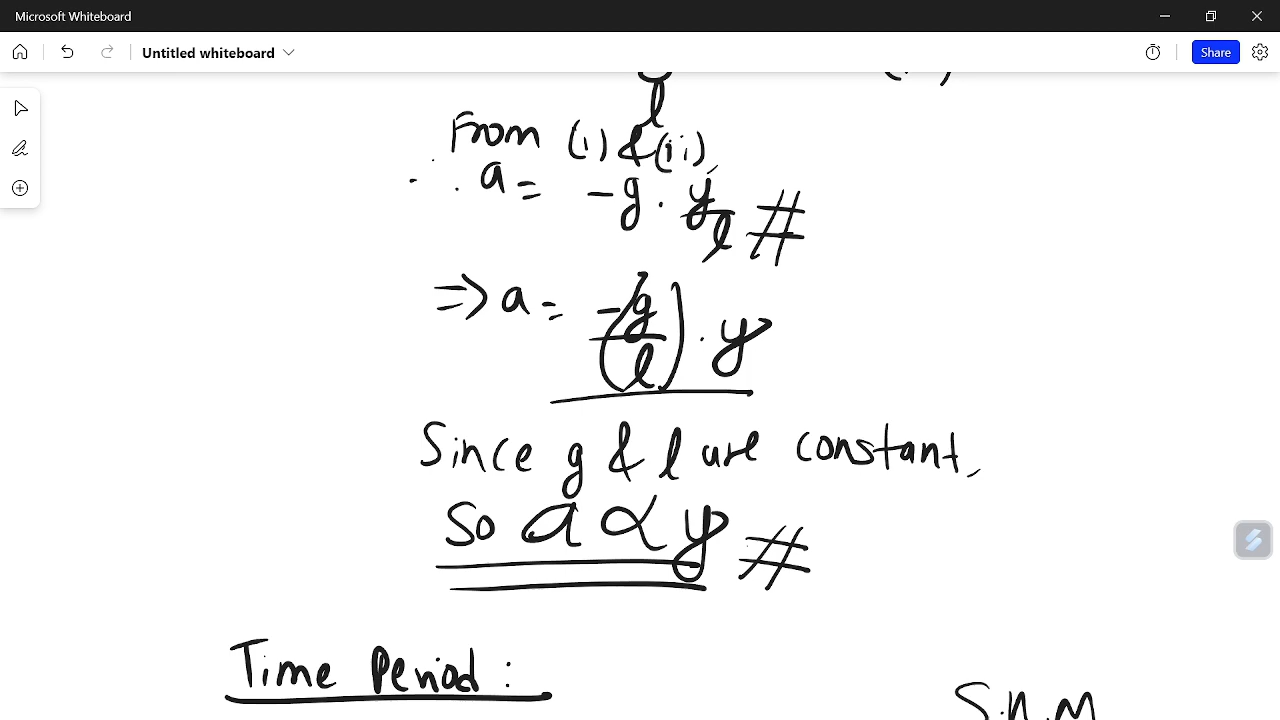 Microsoft Whiteboard
Untitled whiteboard
Share
l
From (i) & (ii),
∴ a = -g . y/l #
=> a = (-g/l) . y
Since g & l are constant,
So a ∝ y #
Time Period :
S.H.M